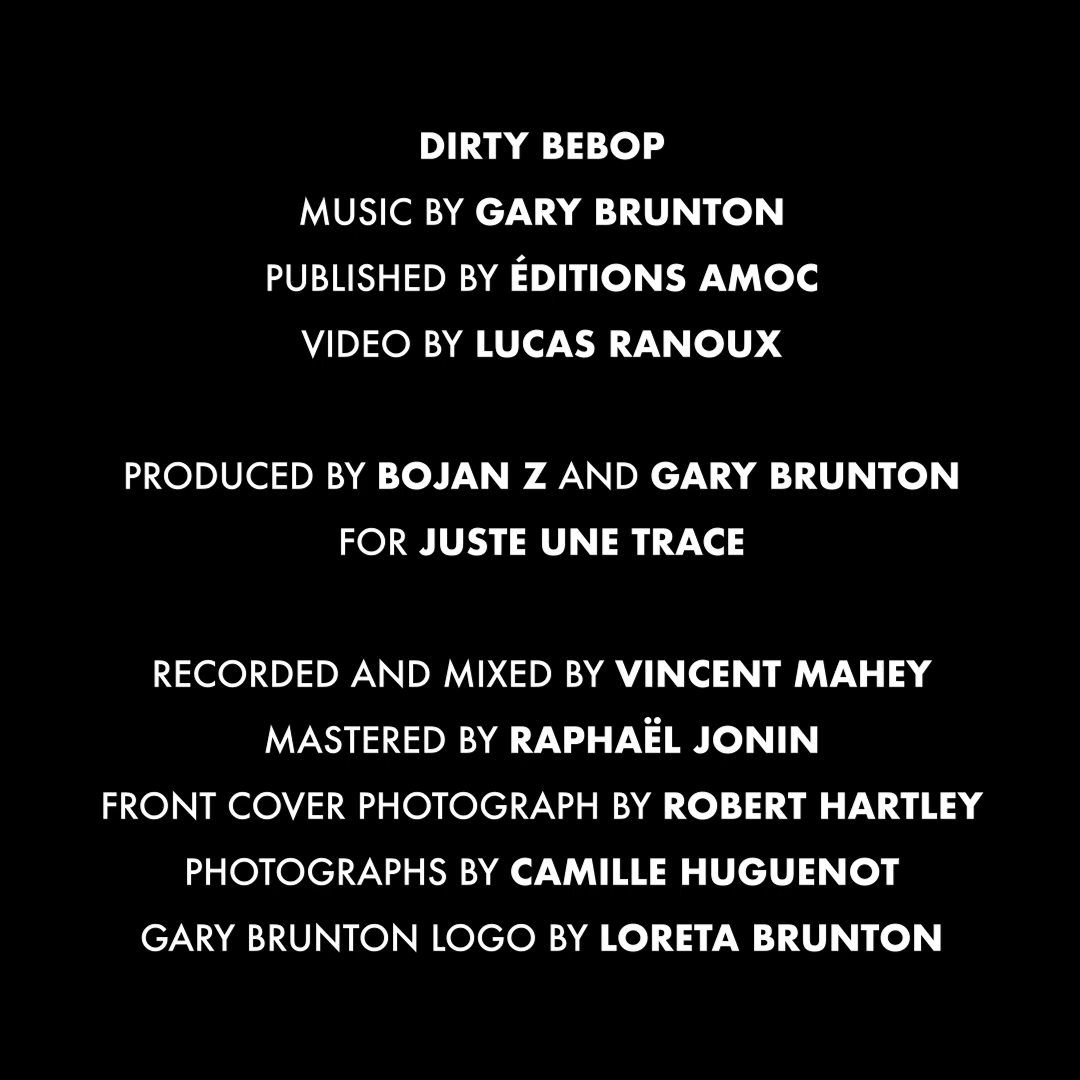 DIRTY BEBOP
MUSIC BY GARY BRUNTON
PUBLISHED BY ÉDITIONS AMOC
VIDEO BY LUCAS RANOUX
PRODUCED BY BOJAN Z AND GARY BRUNTON
FOR JUSTE UNE TRACE
RECORDED AND MIXED BY VINCENT MAHEY
MASTERED BY RAPHAËL JONIN
FRONT COVER PHOTOGRAPH BY ROBERT HARTLEY
PHOTOGRAPHS BY CAMILLE HUGUENOT
GARY BRUNTON LOGO BY LORETA BRUNTON